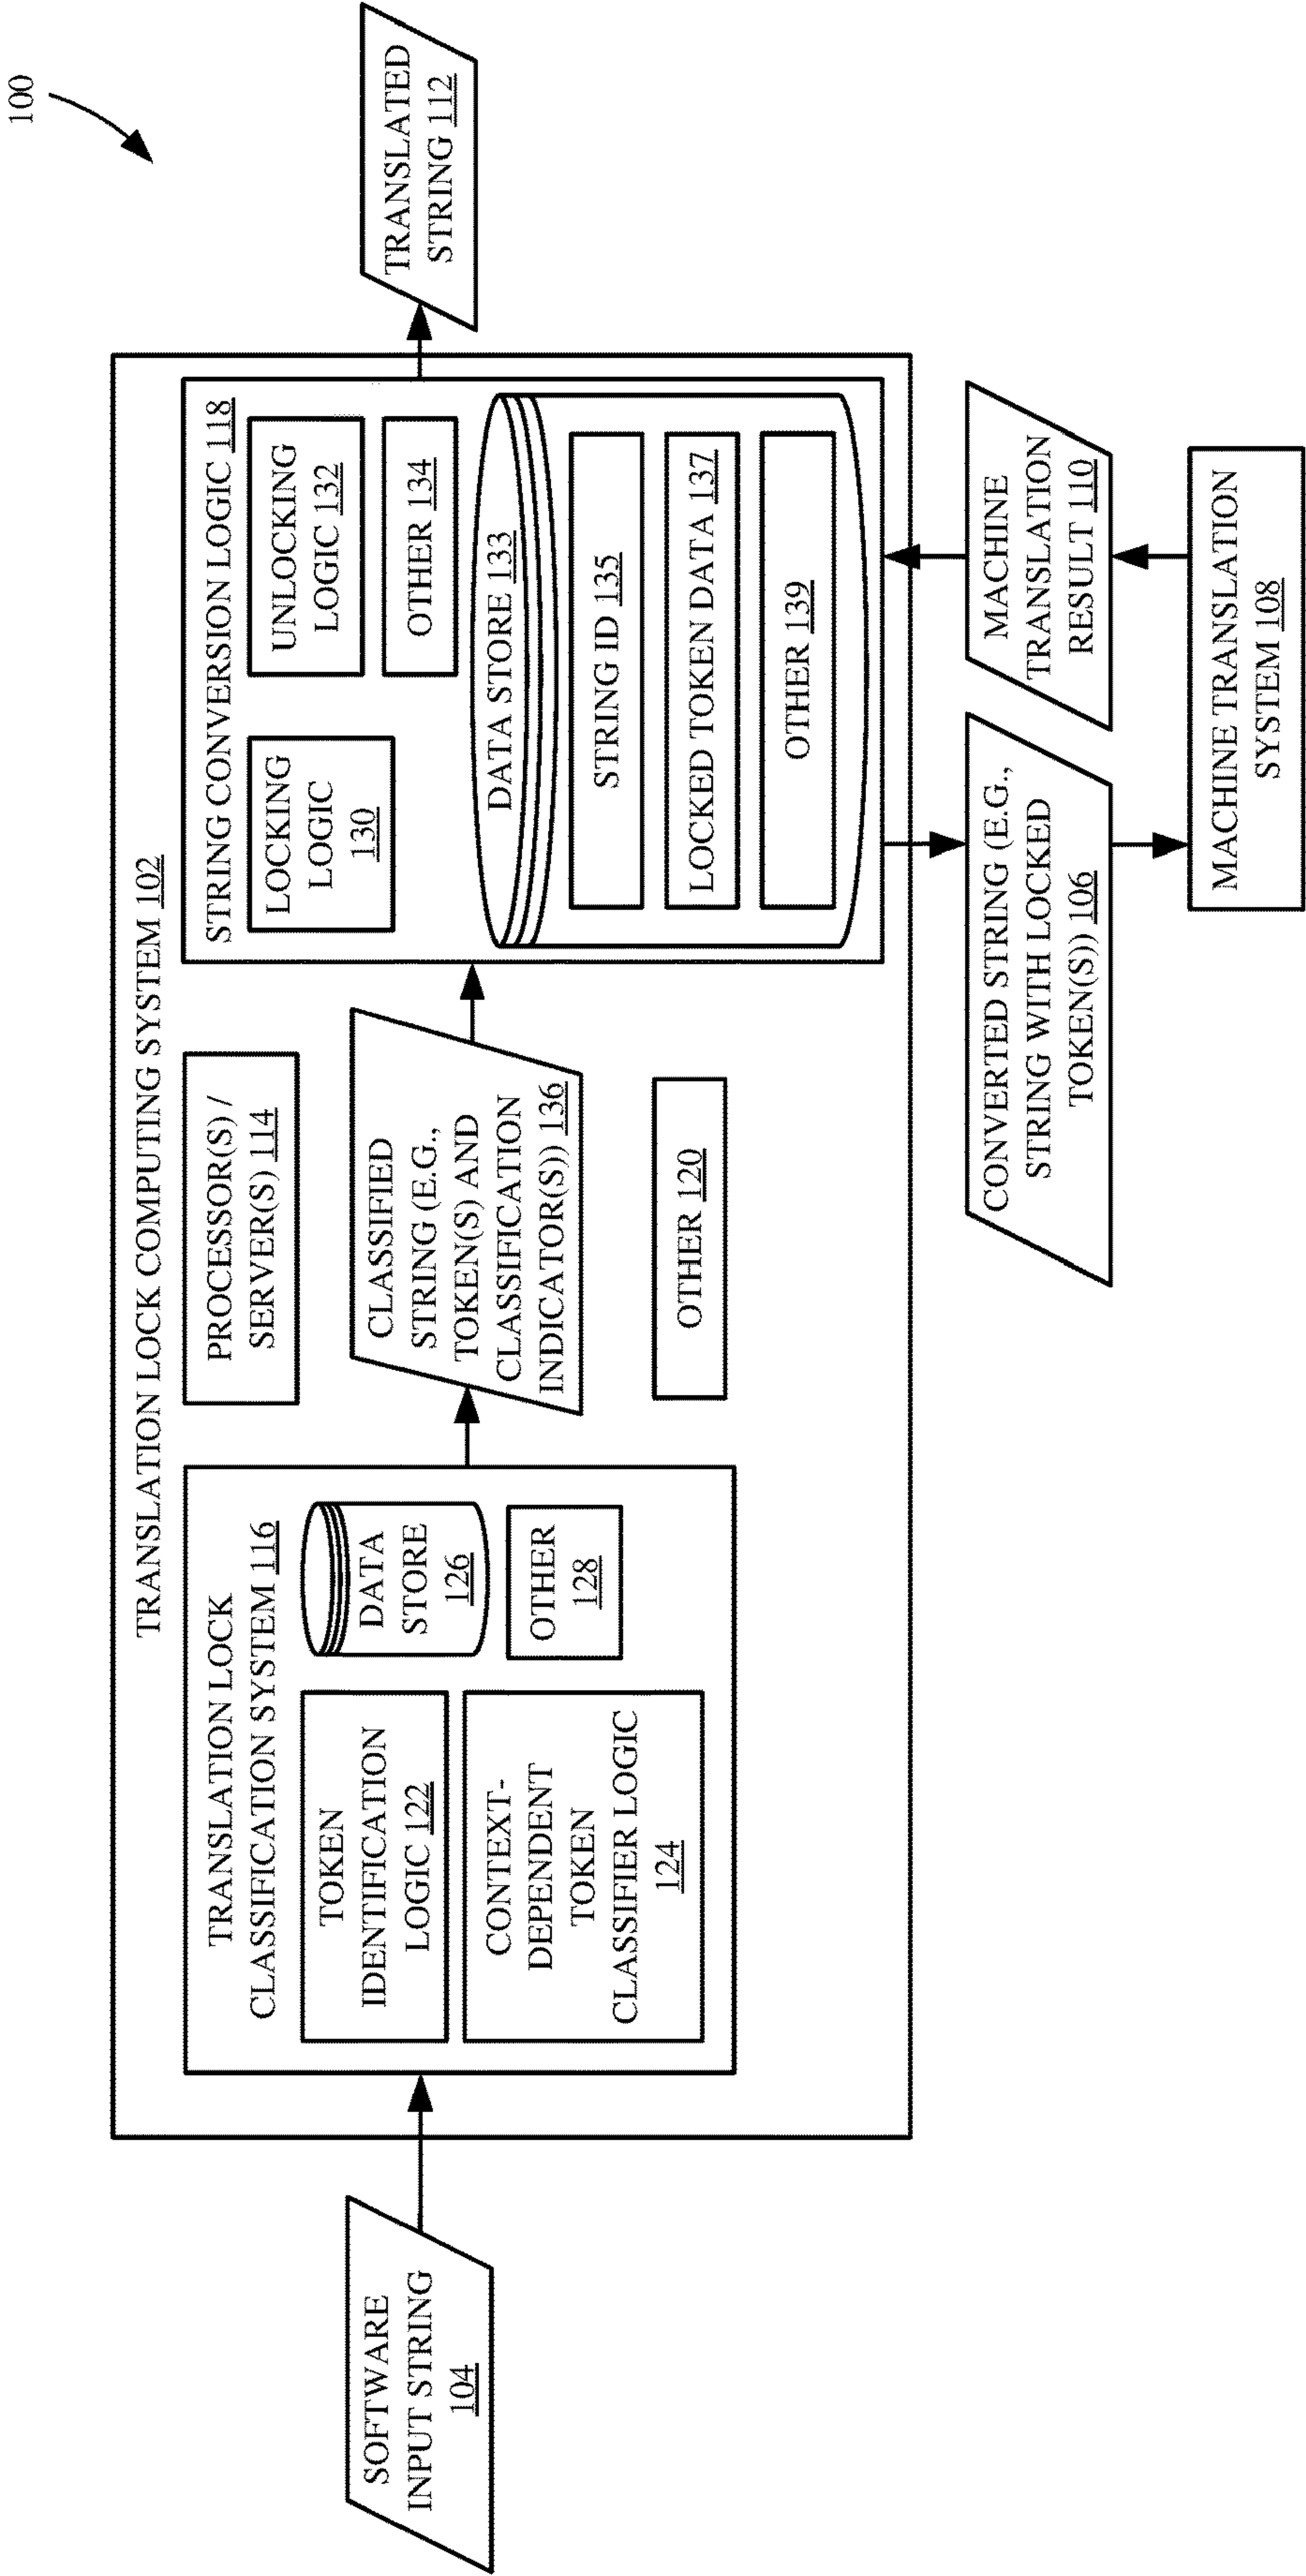 100
TRANSLATION LOCK COMPUTING SYSTEM 102
SOFTWARE
INPUT STRING
104
TRANSLATION LOCK
CLASSIFICATION SYSTEM 116
TOKEN
IDENTIFICATION
LOGIC 122
DATA
STORE
126
CONTEXT-
DEPENDENT
TOKEN
CLASSIFIER LOGIC
124
OTHER
128
PROCESSOR(S) /
SERVER(S) 114
CLASSIFIED
STRING (E.G.,
TOKEN(S) AND
CLASSIFICATION
INDICATOR(S)) 136
OTHER 120
STRING CONVERSION LOGIC 118
LOCKING
LOGIC
130
UNLOCKING
LOGIC 132
OTHER 134
DATA STORE 133
STRING ID 135
LOCKED TOKEN DATA 137
OTHER 139
TRANSLATED
STRING 112
CONVERTED STRING (E.G.,
STRING WITH LOCKED
TOKEN(S)) 106
MACHINE
TRANSLATION
RESULT 110
MACHINE TRANSLATION
SYSTEM 108